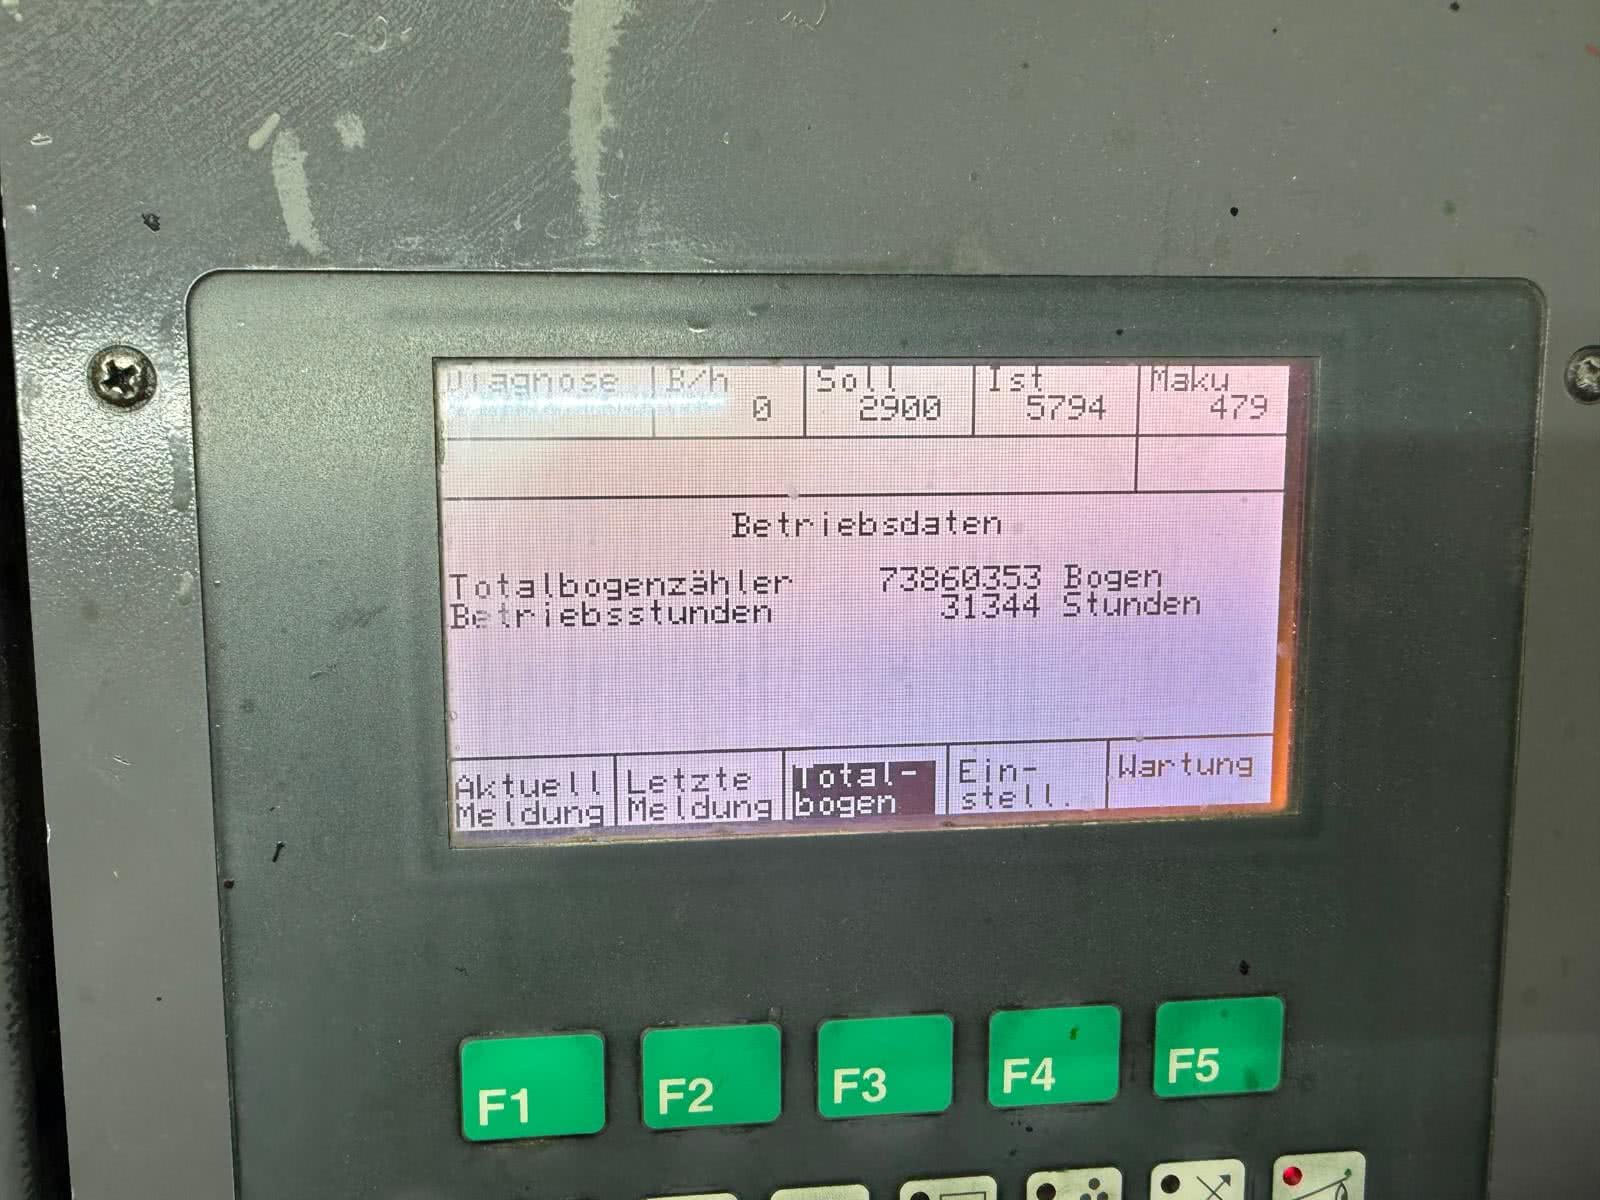 Diagnose B/h Soll Ist Maku
0 2900 5794 479
Betriebsdaten
Totalbogenzähler 73860353 Bogen
Betriebsstunden 31344 Stunden
Aktuell Letzte Total- Ein- Wartung
Meldung Meldung bogen stell.
F1 F2 F3 F4 F5